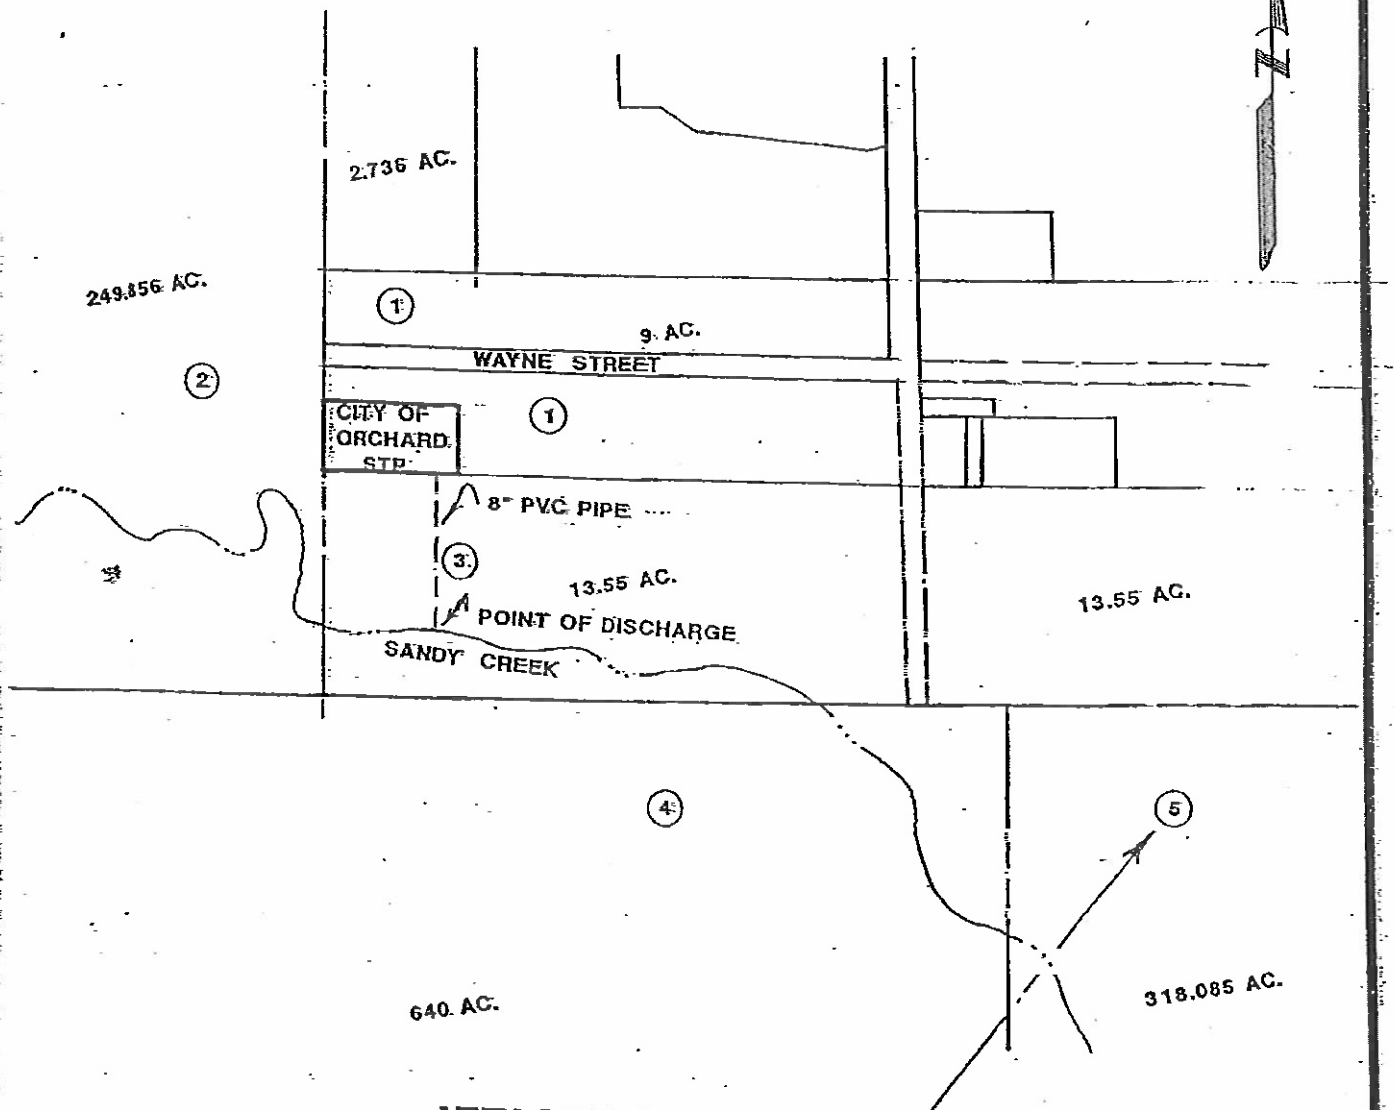 N
2.736 AC.
249.856 AC.
1
9 AC.
WAYNE STREET
2
CITY OF
ORCHARD
STP
1
8" PVC PIPE
3
13.55 AC.
13.55 AC.
POINT OF DISCHARGE
SANDY CREEK
4
5
640 AC.
318.085 AC.